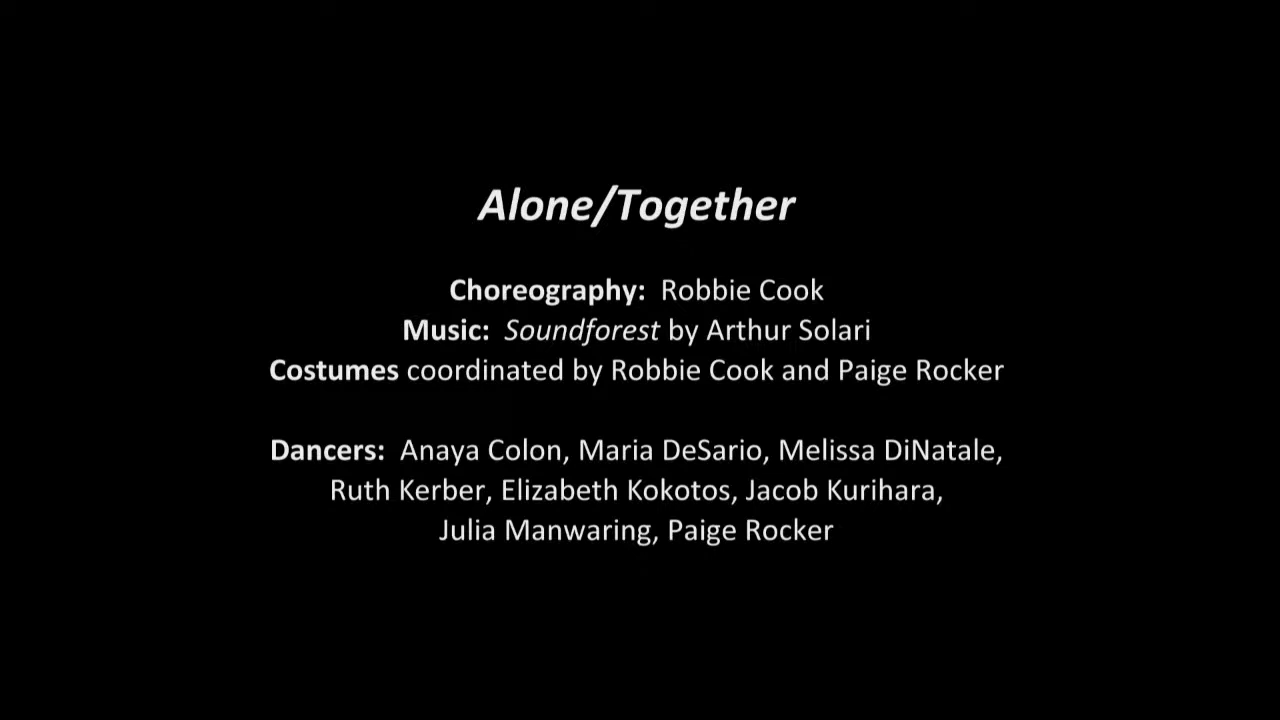 Alone/Together
Choreography: Robbie Cook
Music: Soundforest by Arthur Solari
Costumes coordinated by Robbie Cook and Paige Rocker
Dancers: Anaya Colon, Maria DeSario, Melissa DiNatale,
Ruth Kerber, Elizabeth Kokotos, Jacob Kurihara,
Julia Manwaring, Paige Rocker